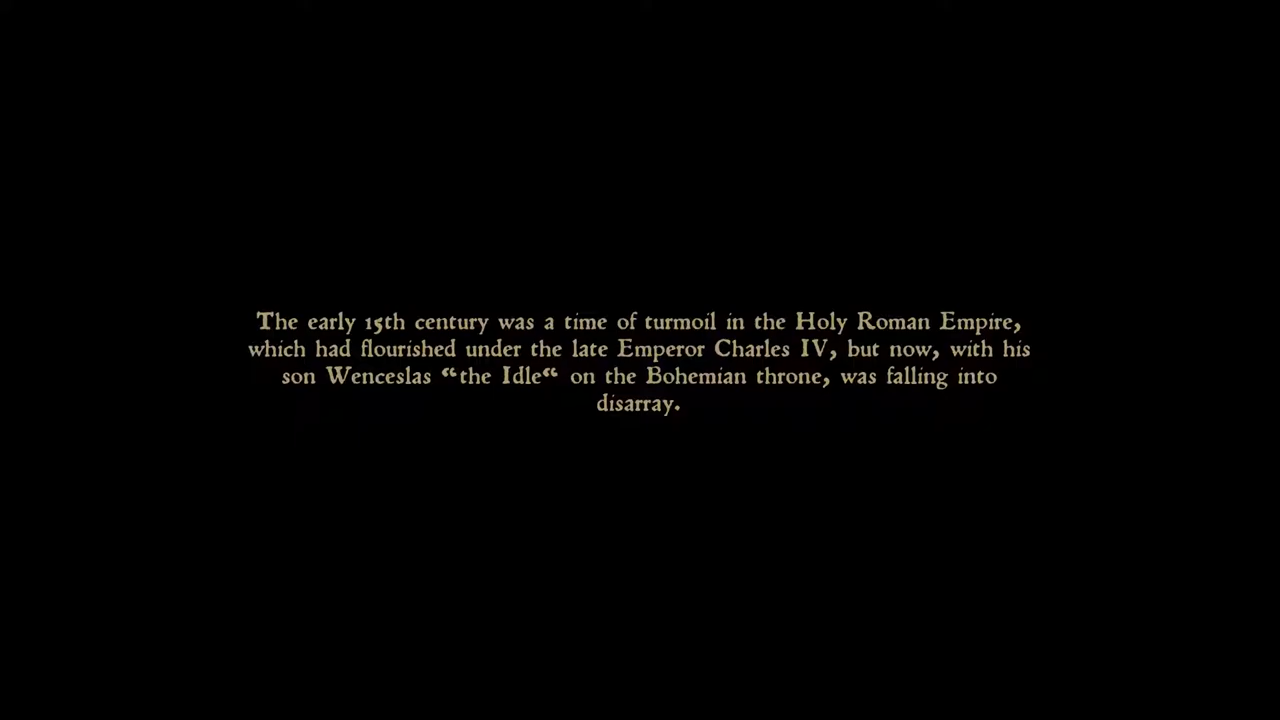 The early 15th century was a time of turmoil in the Holy Roman Empire,
which had flourished under the late Emperor Charles IV, but now, with his
son Wenceslas “the Idle“ on the Bohemian throne, was falling into
disarray.